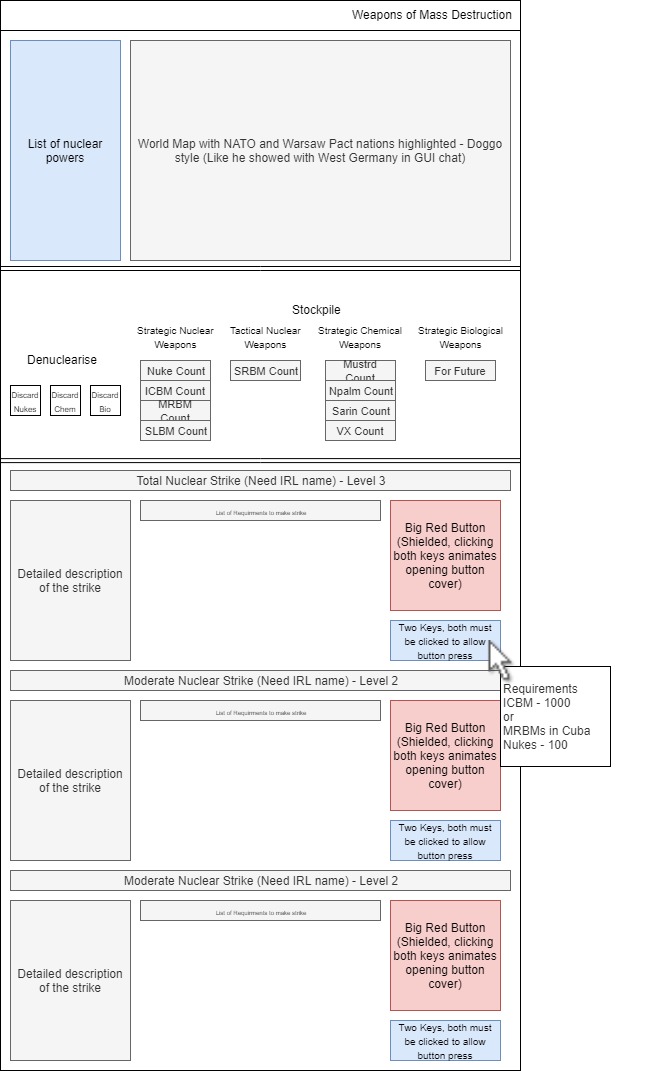 Weapons of Mass Destruction
List of nuclear
powers
World Map with NATO and Warsaw Pact nations highlighted - Doggo
style (Like he showed with West Germany in GUI chat)
Stockpile
Denuclearise
Discard
Nukes
Discard
Chem
Discard
Bio
Strategic Nuclear
Weapons
Nuke Count
ICBM Count
MRBM
Count
SLBM Count
Tactical Nuclear
Weapons
SRBM Count
Strategic Chemical
Weapons
Mustrd
Count
Npalm Count
Sarin Count
VX Count
Strategic Biological
Weapons
For Future
Total Nuclear Strike (Need IRL name) - Level 3
Detailed description
of the strike
List of Requirments to make strike
Big Red Button
(Shielded, clicking
both keys animates
opening button
cover)
Two Keys, both must
be clicked to allow
button press
Requirements
ICBM - 1000
or
MRBMs in Cuba
Nukes - 100
Moderate Nuclear Strike (Need IRL name) - Level 2
Detailed description
of the strike
List of Requirments to make strike
Big Red Button
(Shielded, clicking
both keys animates
opening button
cover)
Two Keys, both must
be clicked to allow
button press
Moderate Nuclear Strike (Need IRL name) - Level 2
Detailed description
of the strike
List of Requirments to make strike
Big Red Button
(Shielded, clicking
both keys animates
opening button
cover)
Two Keys, both must
be clicked to allow
button press